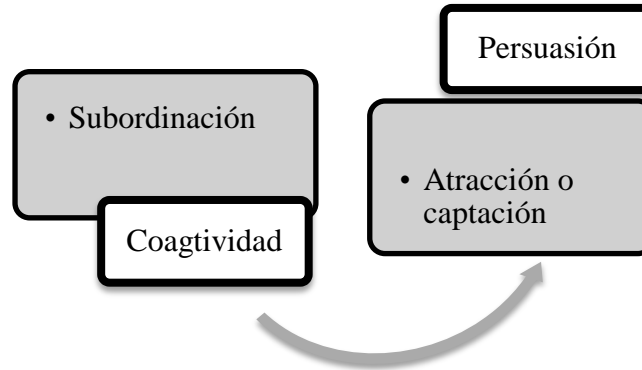 • Subordinación
Coagtividad
Persuasión
• Atracción o
captación